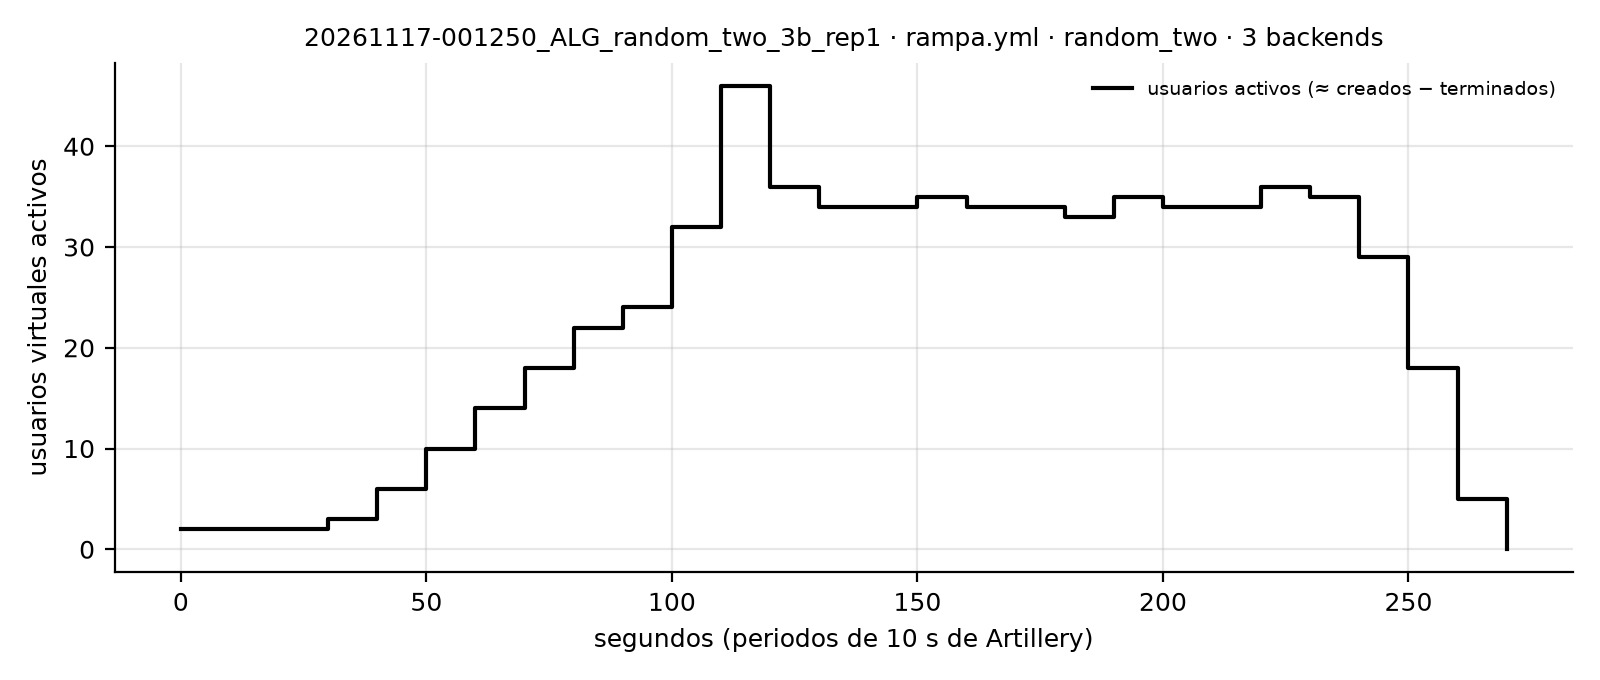 20261117-001250_ALG_random_two_3b_rep1 · rampa.yml · random_two · 3 backends
usuarios activos (≈ creados − terminados)
usuarios virtuales activos
40
30
20
10
0
0 50 100 150 200 250
segundos (periodos de 10 s de Artillery)